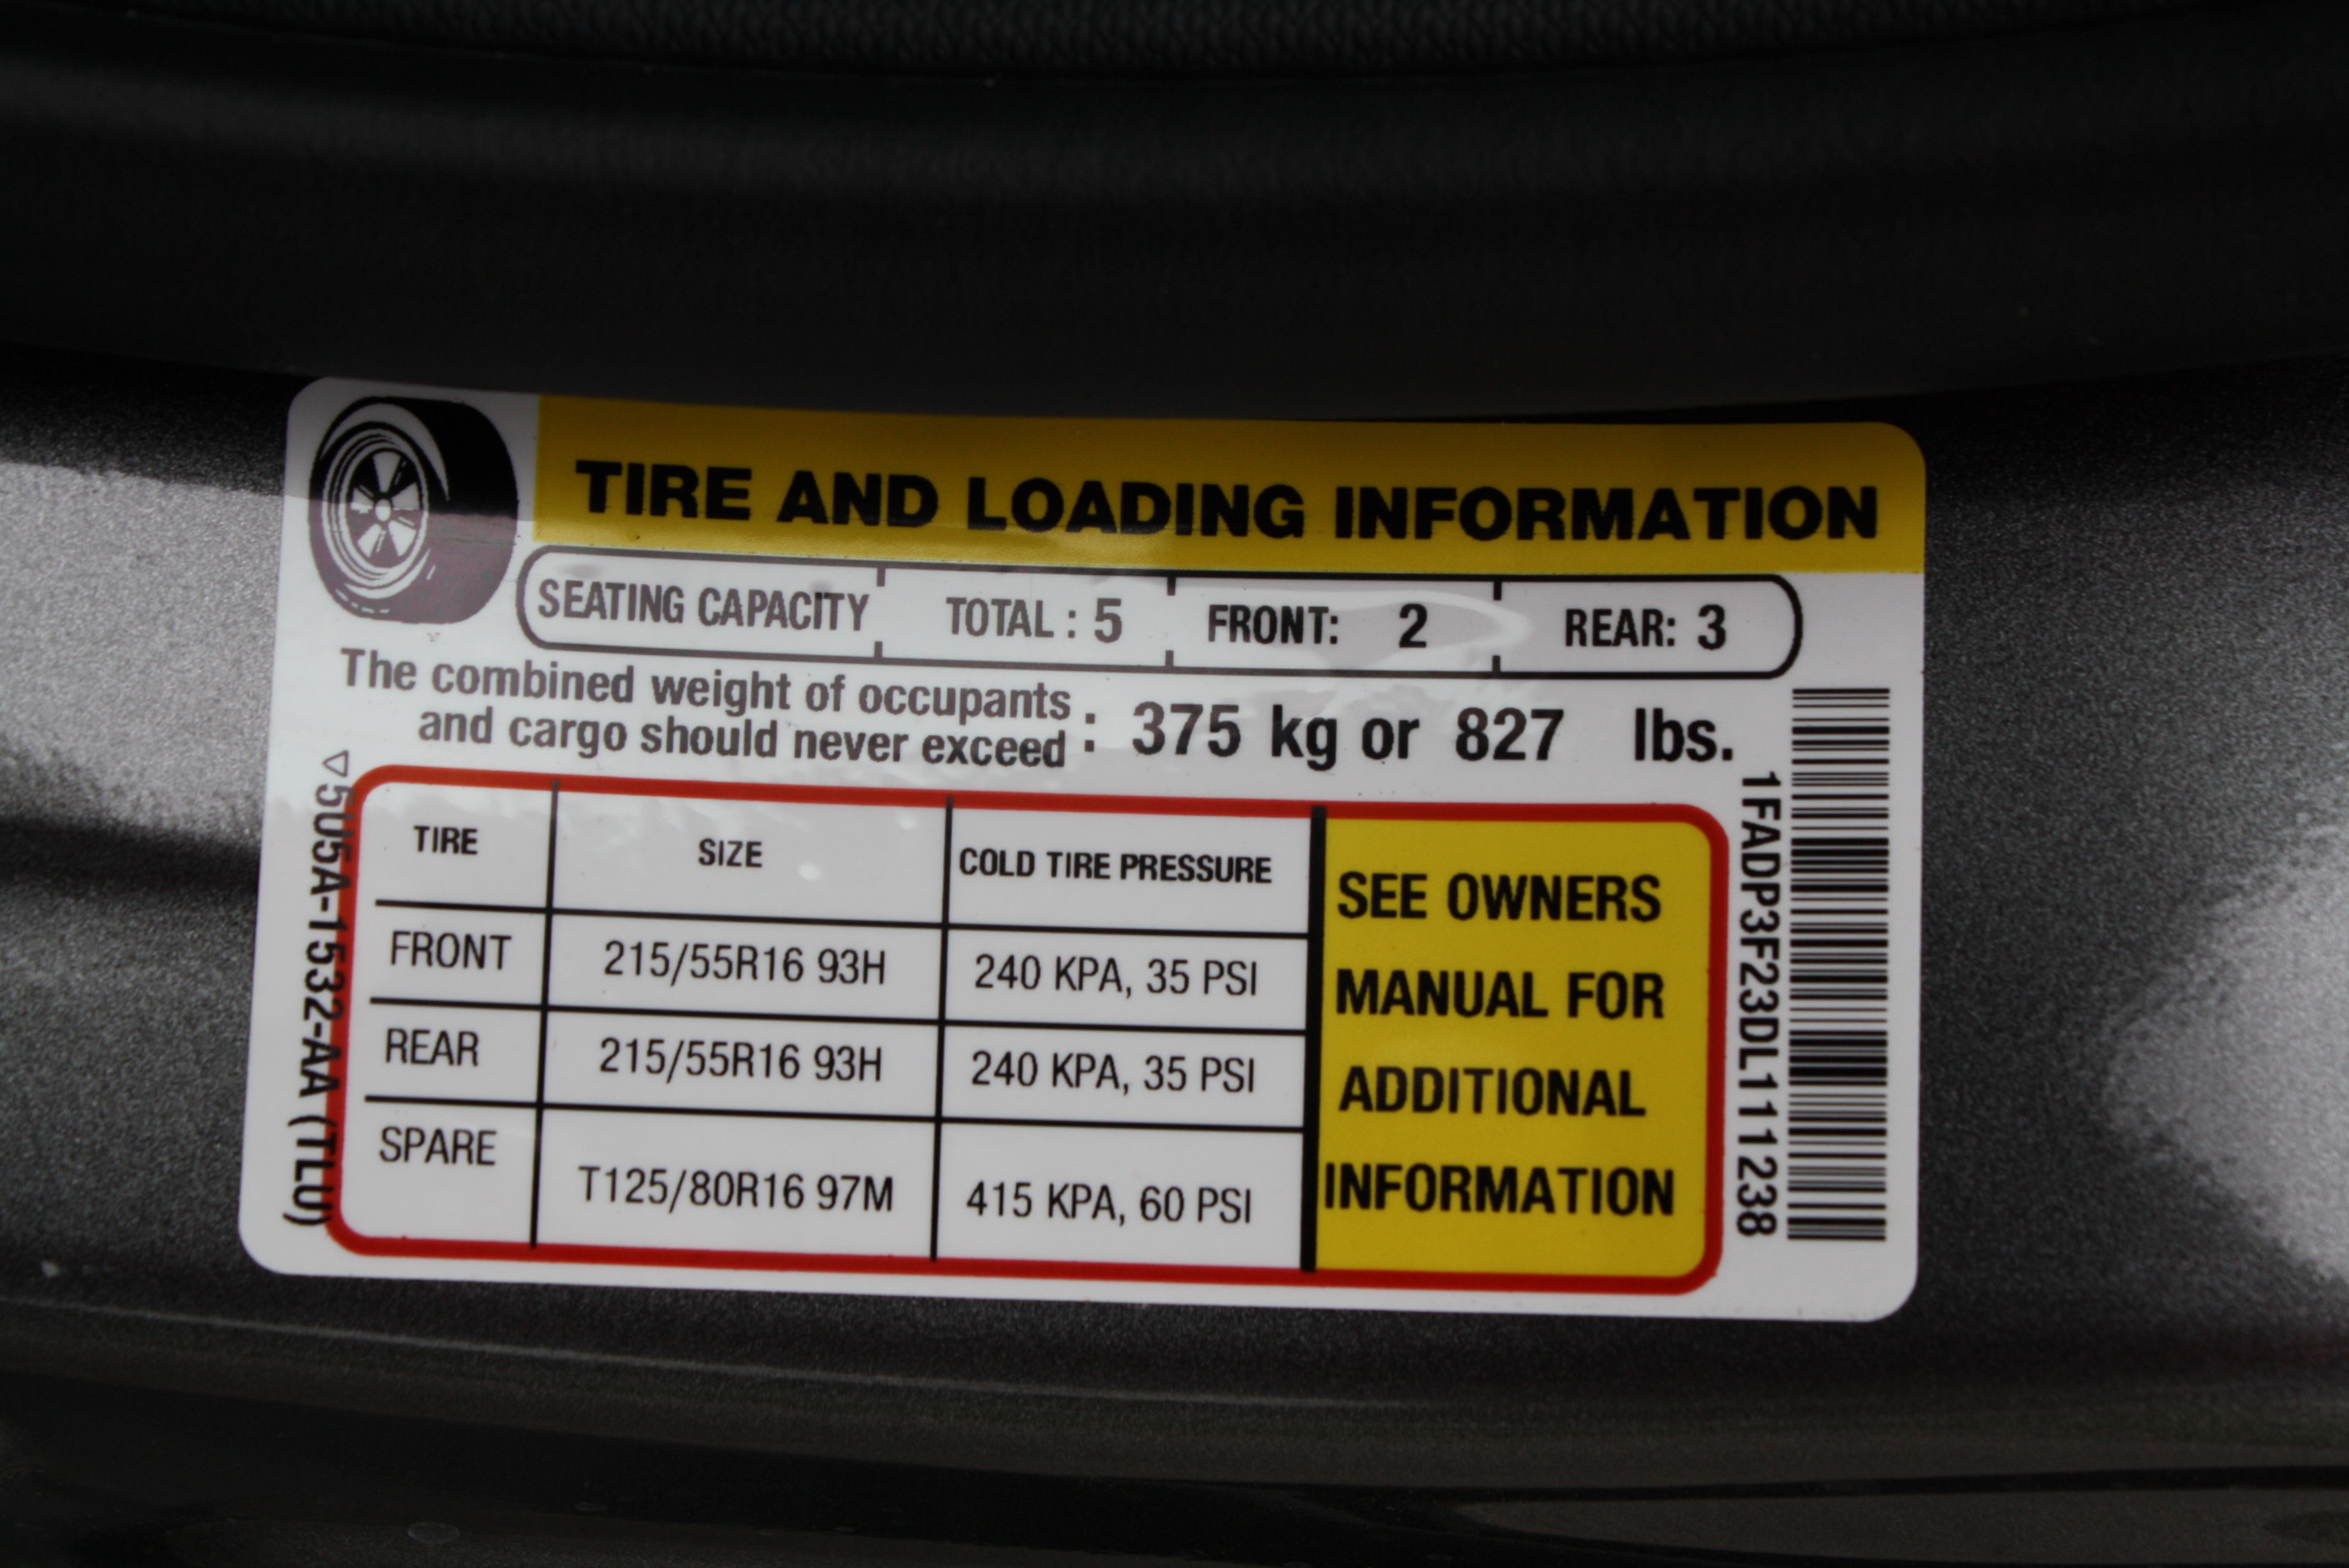 TIRE AND LOADING INFORMATION
SEATING CAPACITY TOTAL : 5 FRONT: 2 REAR: 3
The combined weight of occupants
and cargo should never exceed : 375 kg or 827 lbs.
TIRE SIZE COLD TIRE PRESSURE
FRONT 215/55R16 93H 240 KPA, 35 PSI
REAR 215/55R16 93H 240 KPA, 35 PSI
SPARE T125/80R16 97M 415 KPA, 60 PSI
SEE OWNERS
MANUAL FOR
ADDITIONAL
INFORMATION
5U5A-1532-AA (TLU)
1FADP3F23DL111238